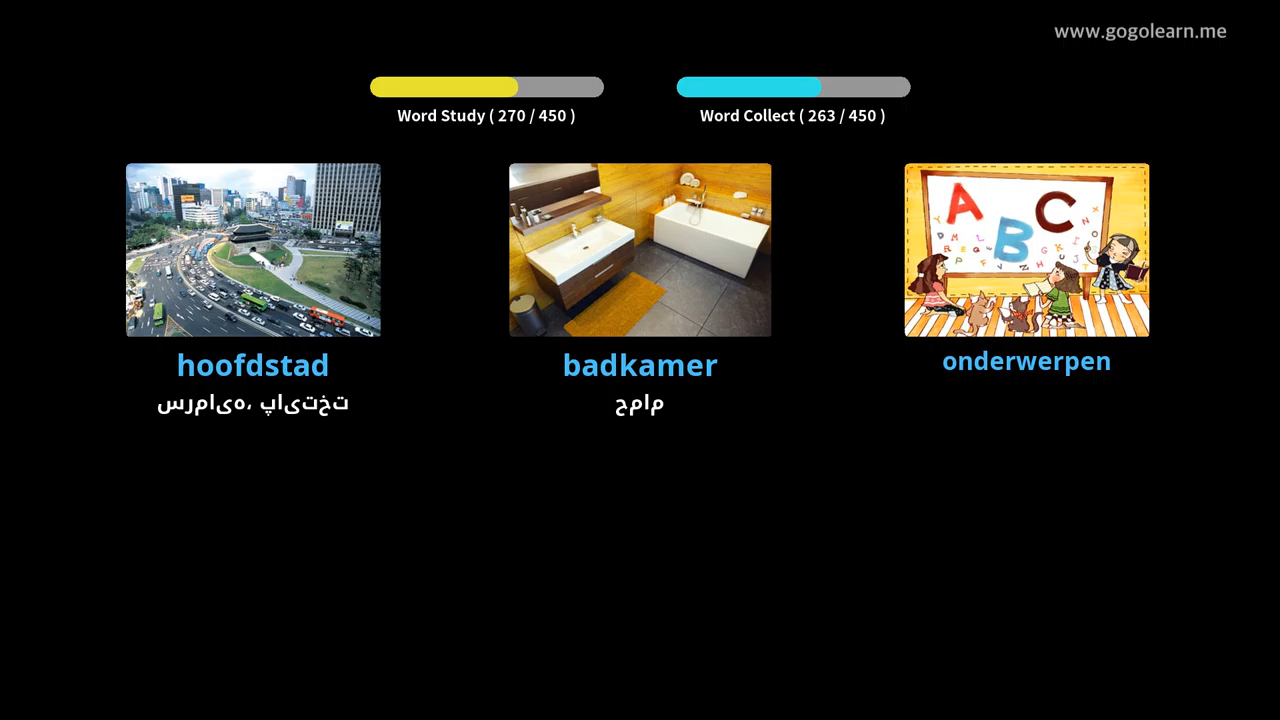 www.gogolearn.me
Word Study ( 270 / 450 )
Word Collect ( 263 / 450 )
hoofdstad
سرمایه، پایتخت
badkamer
حمام
onderwerpen
A B C